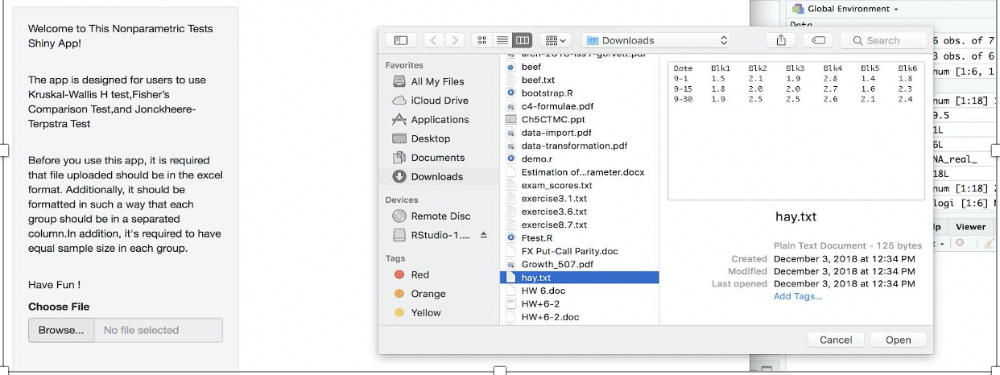 Welcome to This Nonparametric Tests
Shiny App!
The app is designed for users to use
Kruskal-Wallis H test,Fisher's
Comparison Test,and Jonckheere-
Terpstra Test
Before you use this app, it is required
that file uploaded should be in the excel
format. Additionally, it should be
formatted in such a way that each
group should be in a separated
column.In addition, it's required to have
equal sample size in each group.
Have Fun !
Choose File
Browse... No file selected
Downloads
Search
Favorites
All My Files
iCloud Drive
Applications
Desktop
Documents
Downloads
Devices
Remote Disc
RStudio-1....
Tags
Red
Orange
Yellow
beef
beef.txt
bootstrap.R
c4-formulae.pdf
Ch5CTMC.ppt
data-import.pdf
data-transformation.pdf
demo.r
Estimation of...rameter.docx
exam_scores.txt
exercise3.1.txt
exercise3.6.txt
exercise8.7.txt
Ftest.R
FX Put-Call Parity.doc
Growth_507.pdf
hay.txt
HW 6.doc
HW+6-2
HW+6-2.doc
Date Blk1 Blk2 Blk3 Blk4 Blk5 Blk6
9-1 1.5 2.1 1.9 2.8 1.4 1.8
9-15 1.8 2.0 2.0 2.7 1.6 2.3
9-30 1.9 2.5 2.5 2.6 2.1 2.4
hay.txt
Plain Text Document - 125 bytes
Created December 3, 2018 at 12:34 PM
Modified December 3, 2018 at 12:34 PM
Last opened December 3, 2018 at 12:34 PM
Add Tags...
Cancel Open
Global Environment
Data
6 obs. of 7
3 obs. of 6
num [1:6, 1
num [1:18] 1
9.5
1L
6L
NA_real_
18L
num [1:18] 2
logi [1:6] N
lp Viewer